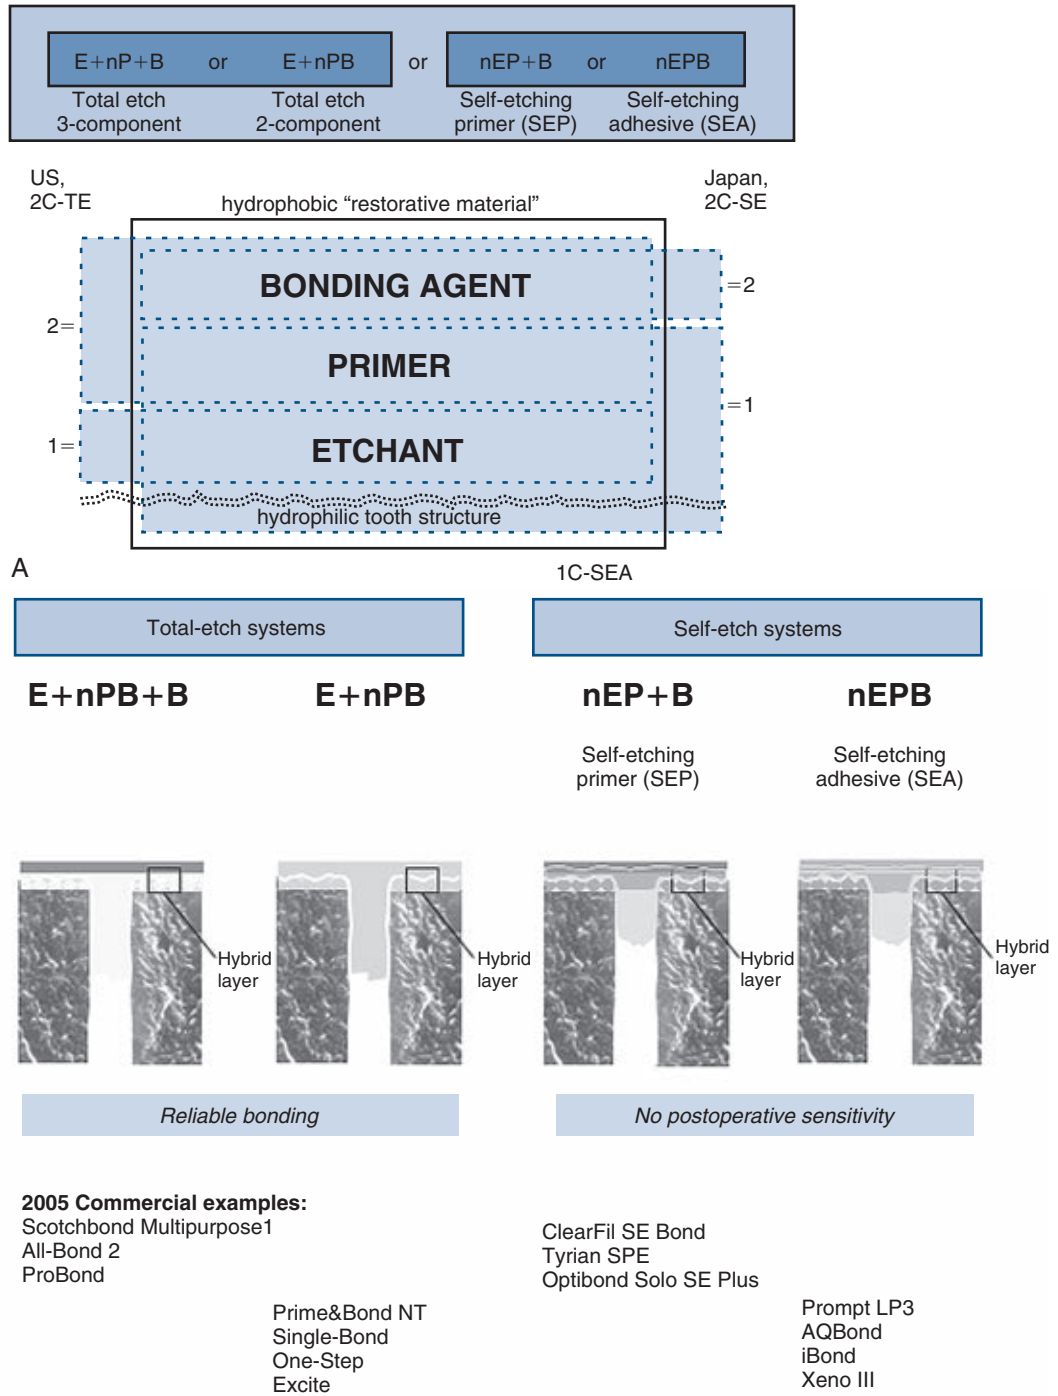 E+nP+B or E+nPB or nEP+B or nEPB
Total etch
3-component
Total etch
2-component
Self-etching
primer (SEP)
Self-etching
adhesive (SEA)
US,
2C-TE
Japan,
2C-SE
hydrophobic “restorative material”
BONDING AGENT
=2
2=
PRIMER
=1
1=
ETCHANT
hydrophilic tooth structure
A
1C-SEA
Total-etch systems
Self-etch systems
E+nPB+B
E+nPB
nEP+B
nEPB
Self-etching
primer (SEP)
Self-etching
adhesive (SEA)
Hybrid
layer
Hybrid
layer
Hybrid
layer
Hybrid
layer
Reliable bonding
No postoperative sensitivity
2005 Commercial examples:
Scotchbond Multipurpose1
All-Bond 2
ProBond
Prime&Bond NT
Single-Bond
One-Step
Excite
ClearFil SE Bond
Tyrian SPE
Optibond Solo SE Plus
Prompt LP3
AQBond
iBond
Xeno III